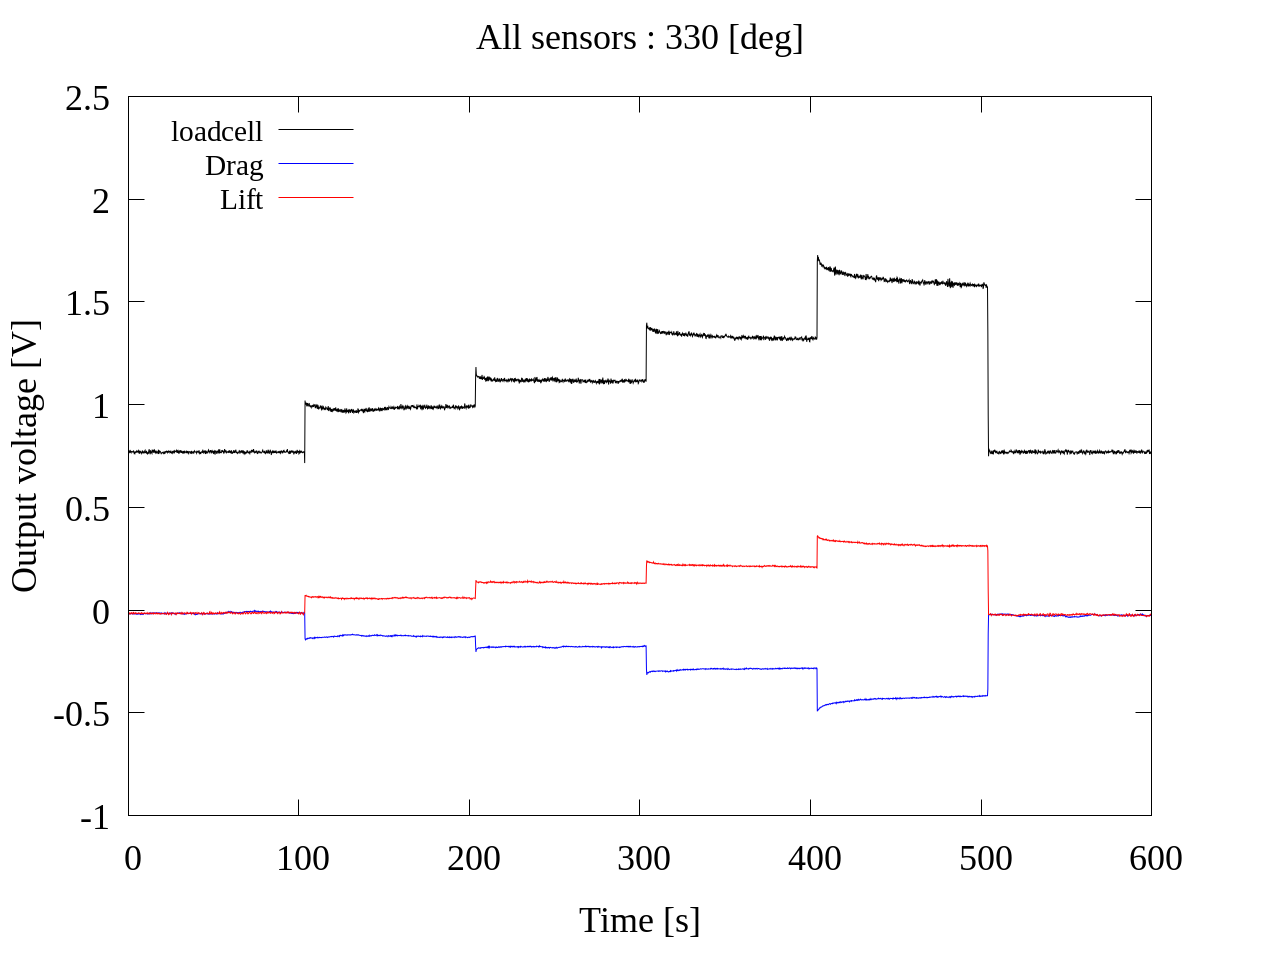 All sensors : 330 [deg]
2.5
2
1.5
1
0.5
0
-0.5
-1
loadcell
Drag
Lift
Output voltage [V]
0 100 200 300 400 500 600
Time [s]